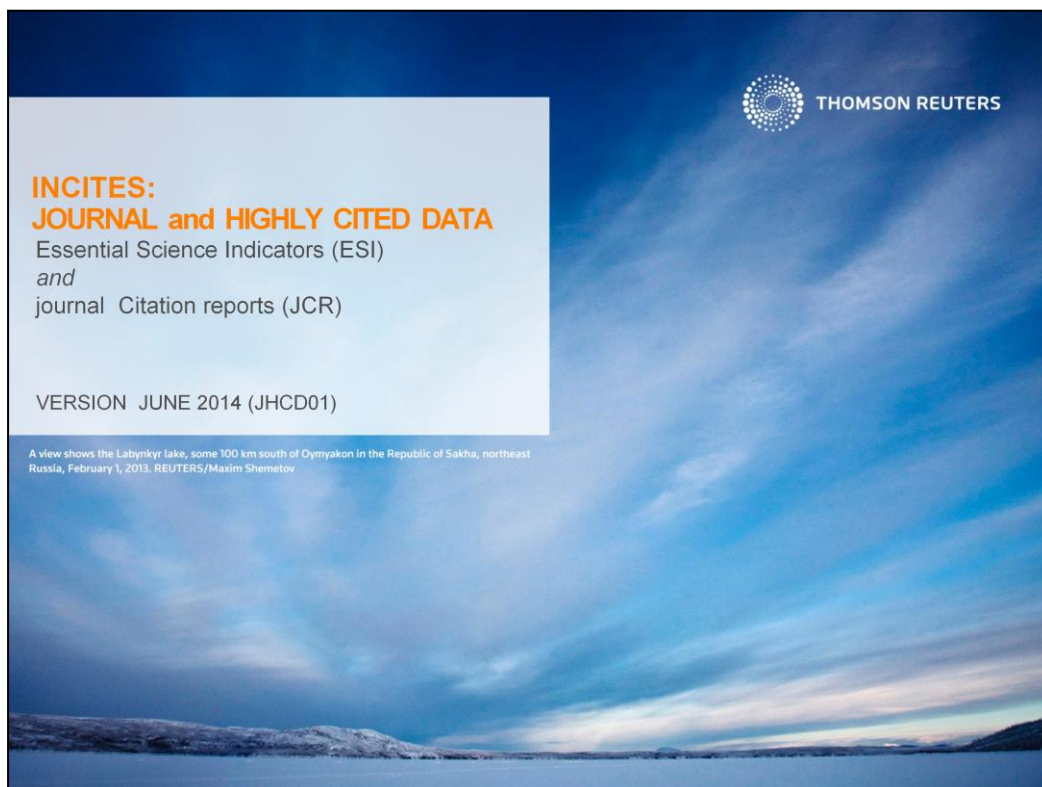 THOMSON REUTERS
INCITES:
JOURNAL and HIGHLY CITED DATA
Essential Science Indicators (ESI)
and
journal Citation reports (JCR)
VERSION JUNE 2014 (JHCD01)
A view shows the Labynkyr lake, some 100 km south of Oymyakon in the Republic of Sakha, northeast
Russia, February 1, 2013. REUTERS/Maxim Shemetov